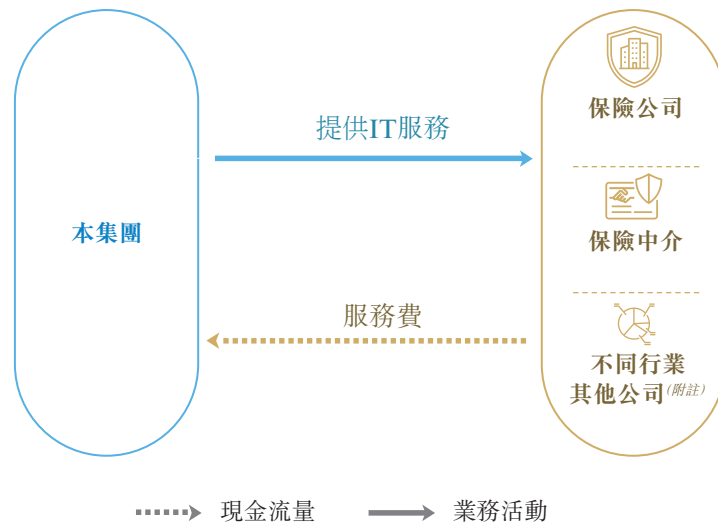 保險公司
提供IT服務
本集團
保險中介
服務費
不同行業
其他公司(附註)
現金流量
業務活動